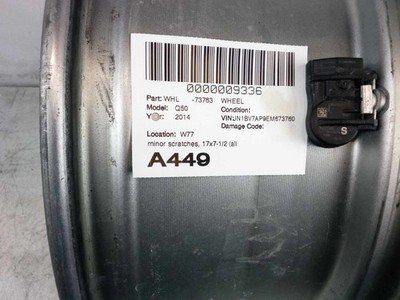 0000009336
Part: WHL -73763 WHEEL
Model: Q50 Condition:
Year: 2014 VIN:JN1BV7AP9EM673760
Damage Code:
Location: W77
minor scratches, 17x7-1/2 (all
A449
S